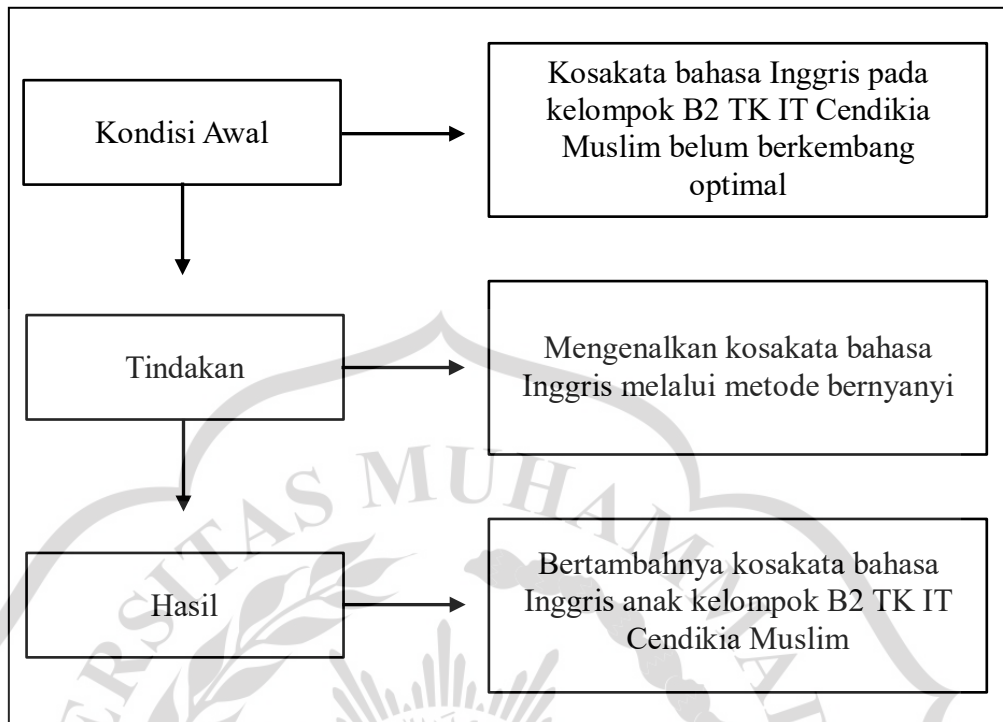 Kondisi Awal
Kosakata bahasa Inggris pada
kelompok B2 TK IT Cendikia
Muslim belum berkembang
optimal
Tindakan
Mengenalkan kosakata bahasa
Inggris melalui metode bernyanyi
Hasil
Bertambahnya kosakata bahasa
Inggris anak kelompok B2 TK IT
Cendikia Muslim